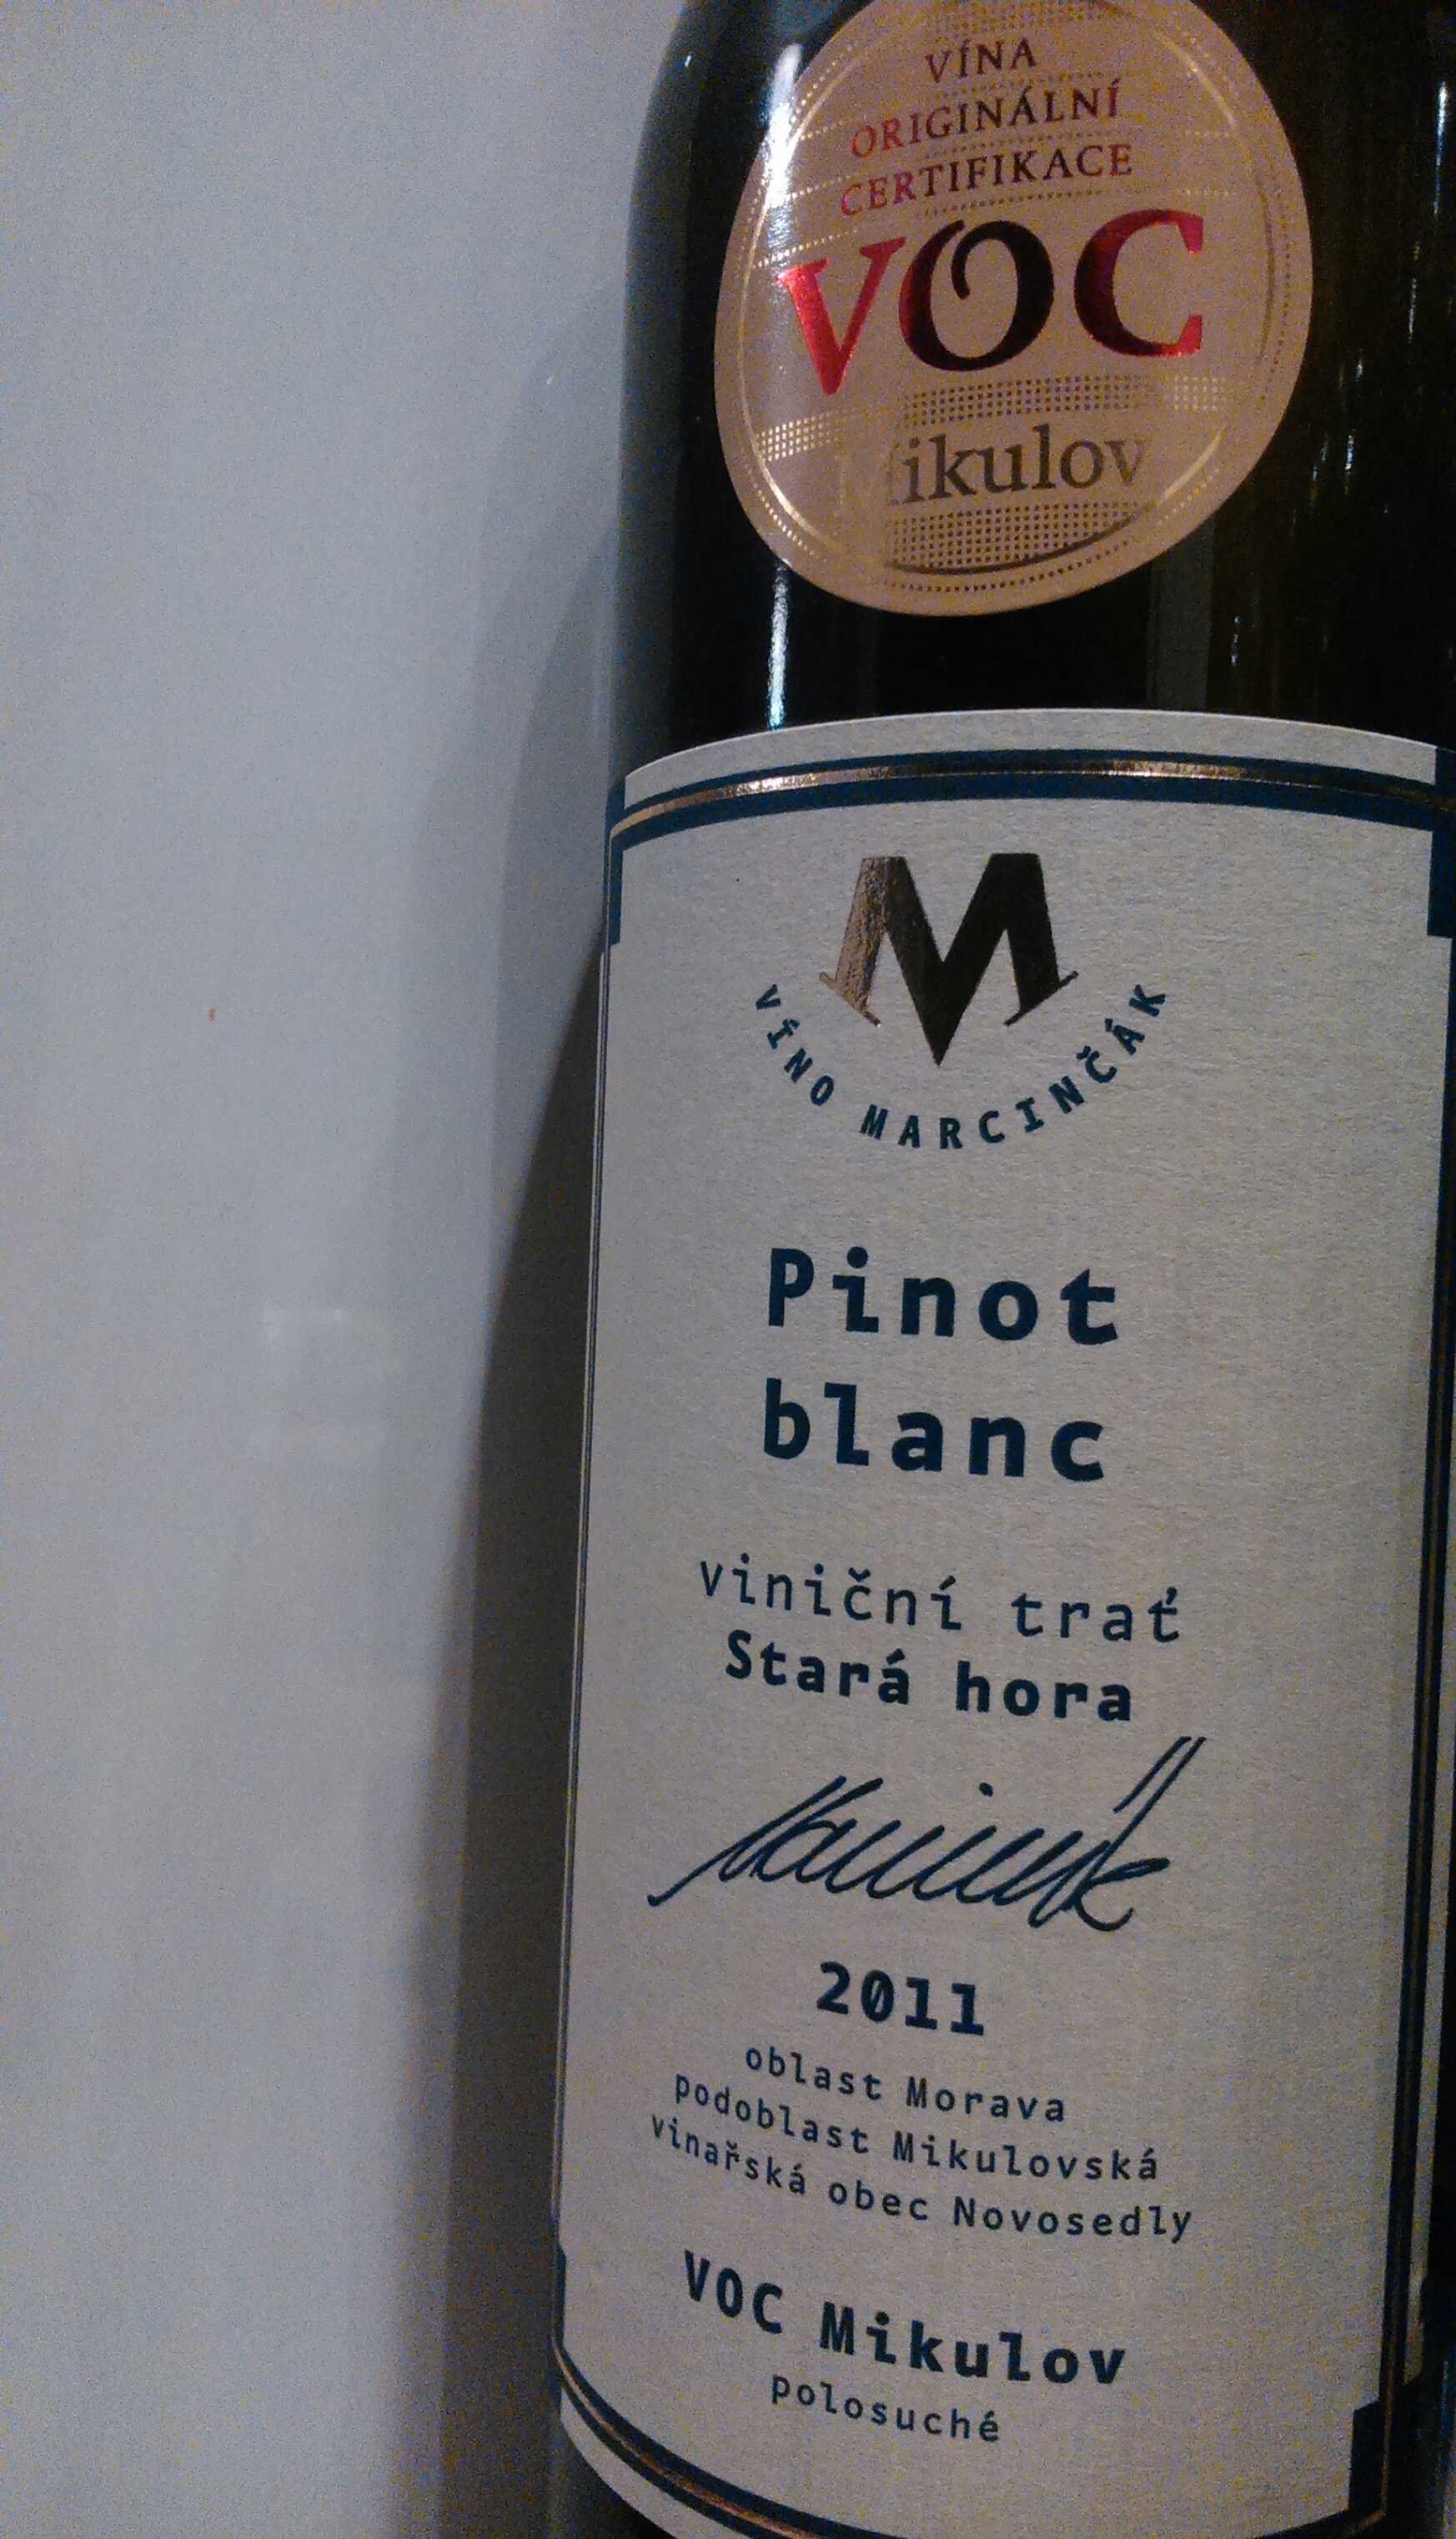 VÍNA
ORIGINÁLNÍ
CERTIFIKACE
VOC
Mikulov
M
VÍNO MARCINČÁK
Pinot
blanc
viniční trať
Stará hora
2011
oblast Morava
podoblast Mikulovská
vinařská obec Novosedly
VOC Mikulov
polosuché